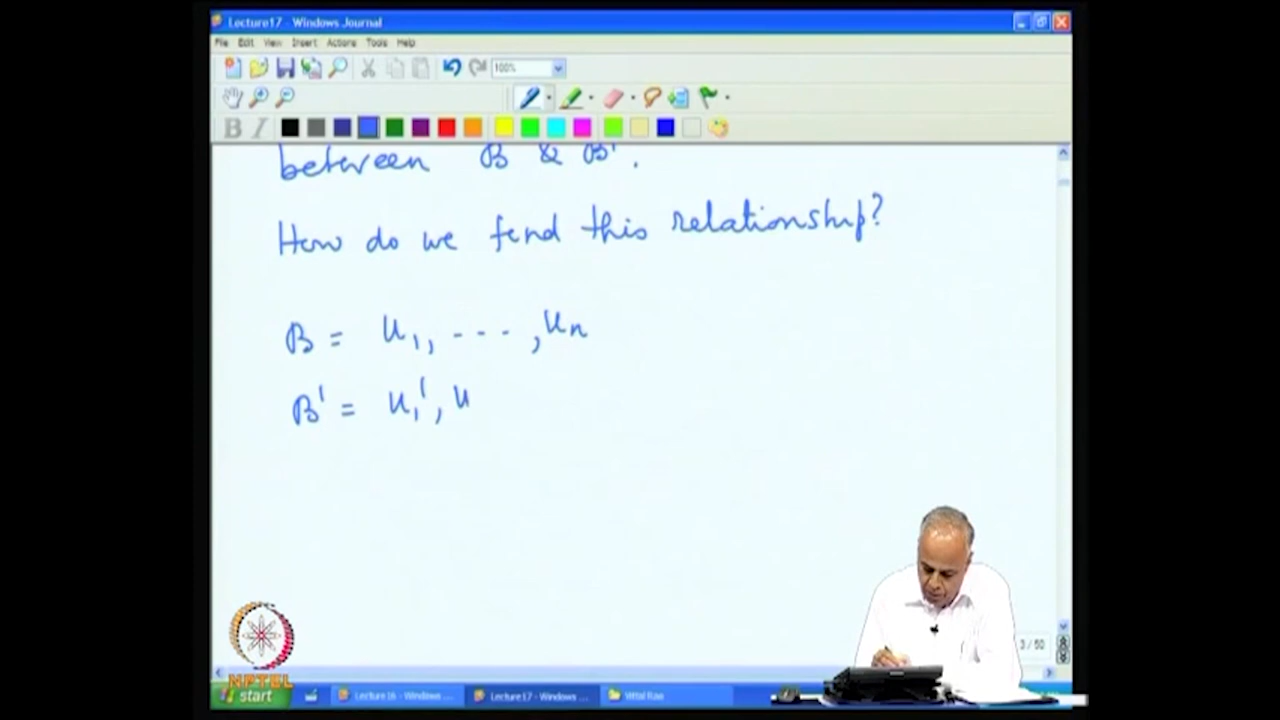 Lecture17 - Windows Journal
File Edit View Insert Actions Tools Help
100%
B I
between B & B'.
How do we find this relationship?
B = u₁, - - - , uₙ
B' = u₁', u
3 / 50
NPTEL
start Lecture 16 - Windows ... Lecture17 - Windows ... Vittal Rao